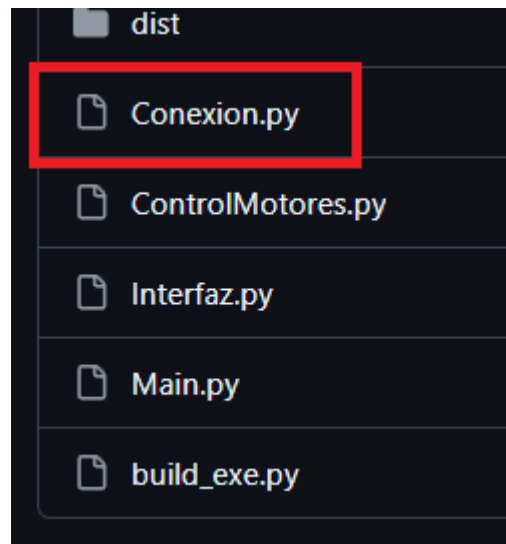 dist
Conexion.py
ControlMotores.py
Interfaz.py
Main.py
build_exe.py